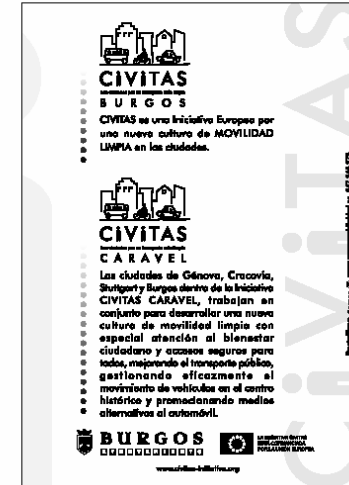 CiViTAS
BURGOS
CIVITAS es una Iniciativa Europea por
una nueva cultura de MOVILIDAD
LIMPIA en las ciudades.
CiViTAS
CARAVEL
Las ciudades de Génova, Cracovia,
Stuttgart y Burgos dentro de la Iniciativa
CIVITAS CARAVEL, trabajan en
conjunto para desarrollar una nueva
cultura de movilidad limpia con
especial atención al bienestar
ciudadano y accesos seguros para
todos, mejorando el transporte público,
gestionando eficazmente el
movimiento de vehículos en el centro
histórico y promocionando medios
alternativos al automóvil.
BURGOS
www.civitas-initiative.org
CiViTAS